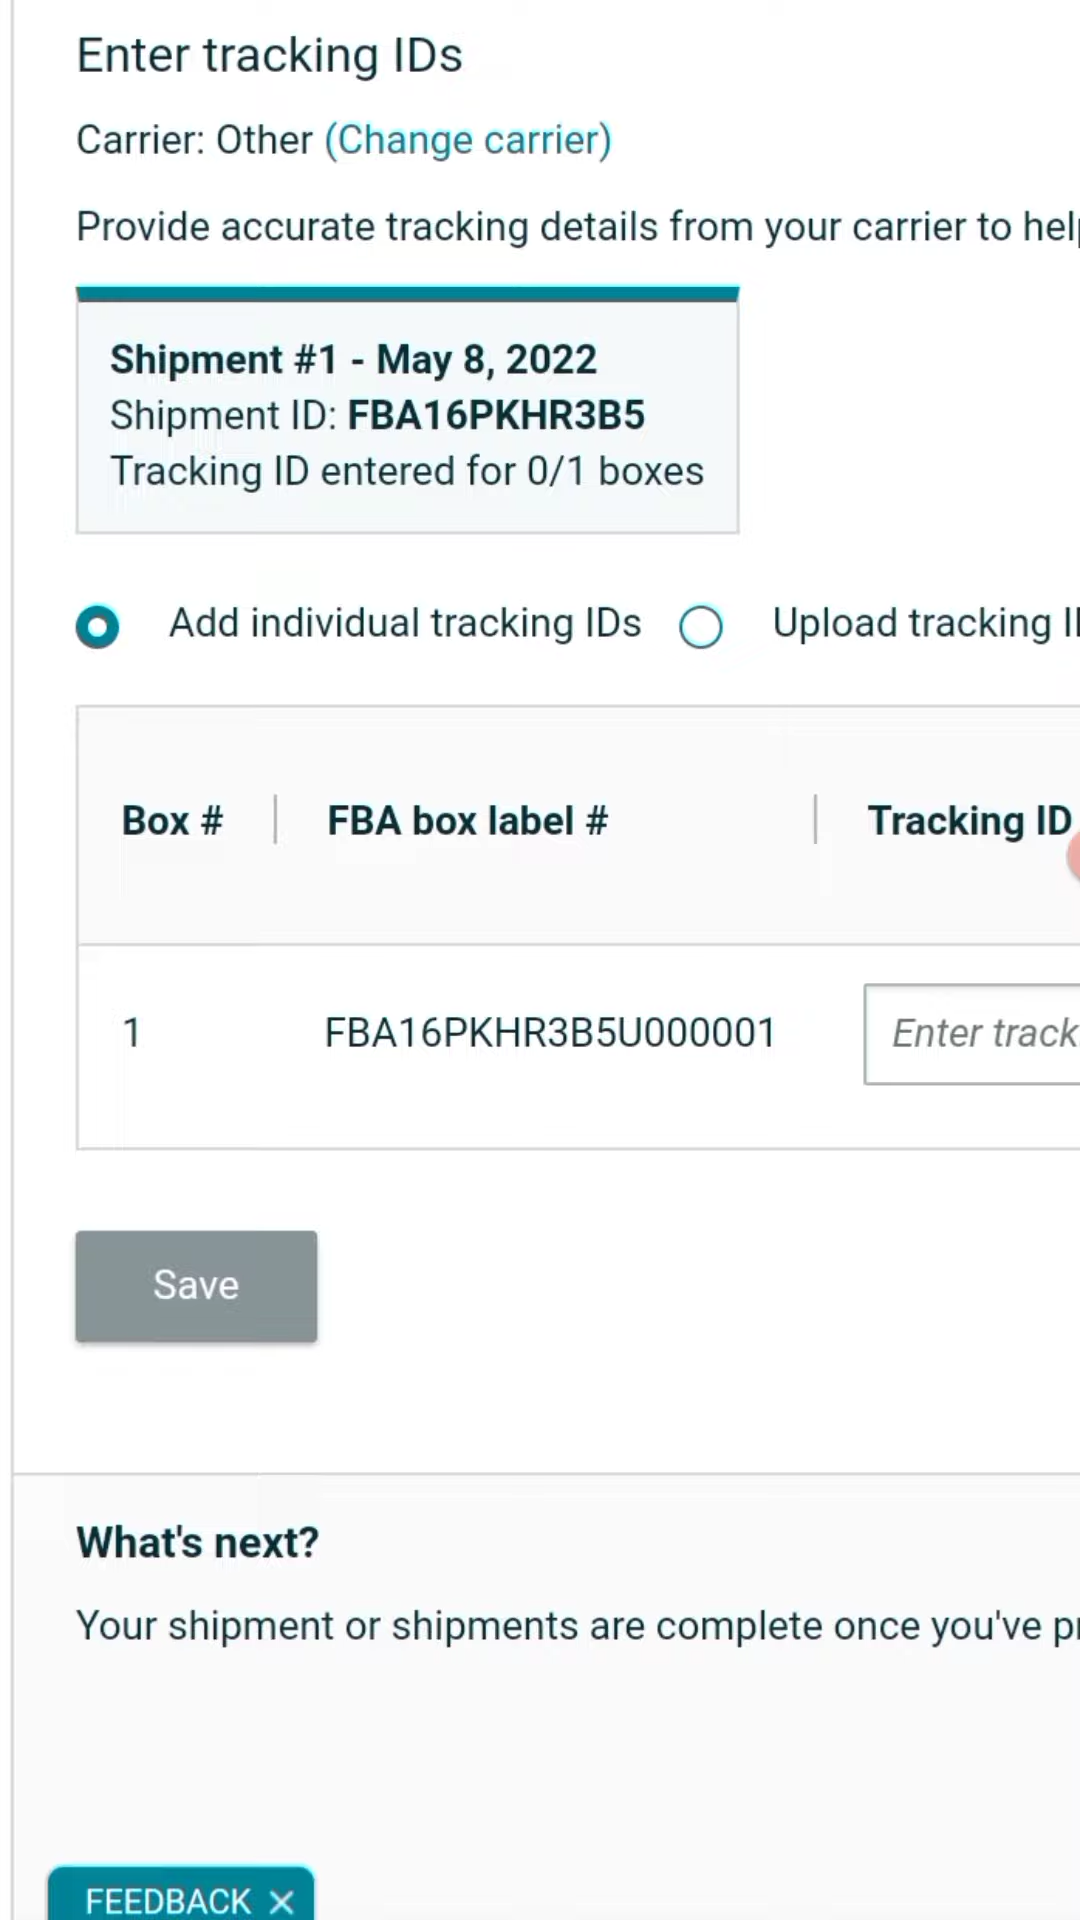 Enter tracking IDs
Carrier: Other (Change carrier)
Provide accurate tracking details from your carrier to
Shipment #1 - May 8, 2022
Shipment ID: FBA16PKHR3B5
Tracking ID entered for 0/1 boxes
Add individual tracking IDs Upload tracking
Box # FBA box label # Tracking ID
1 FBA16PKHR3B5U000001 Enter
Save
What's next?
Your shipment or shipments are complete once you've
FEEDBACK ×